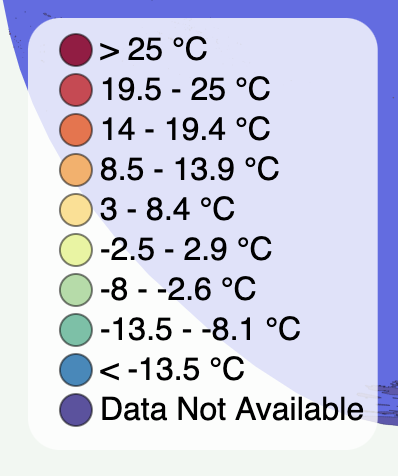 > 25 °C
19.5 - 25 °C
14 - 19.4 °C
8.5 - 13.9 °C
3 - 8.4 °C
-2.5 - 2.9 °C
-8 - -2.6 °C
-13.5 - -8.1 °C
< -13.5 °C
Data Not Available